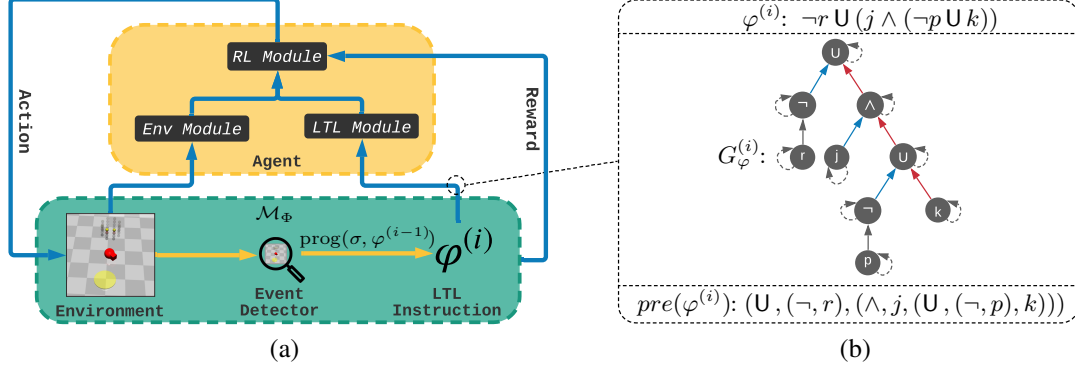 Action
RL Module
Env Module
LTL Module
Agent
Reward
Environment
ℳ_Φ
Event
Detector
prog(σ, φ^(i−1))
φ^(i)
LTL
Instruction
(a)
φ^(i): ¬r U (j ∧ (¬p U k))
G_φ^(i):
U
¬
∧
r
j
U
¬
k
p
pre(φ^(i)): (U, (¬, r), (∧, j, (U, (¬, p), k)))
(b)